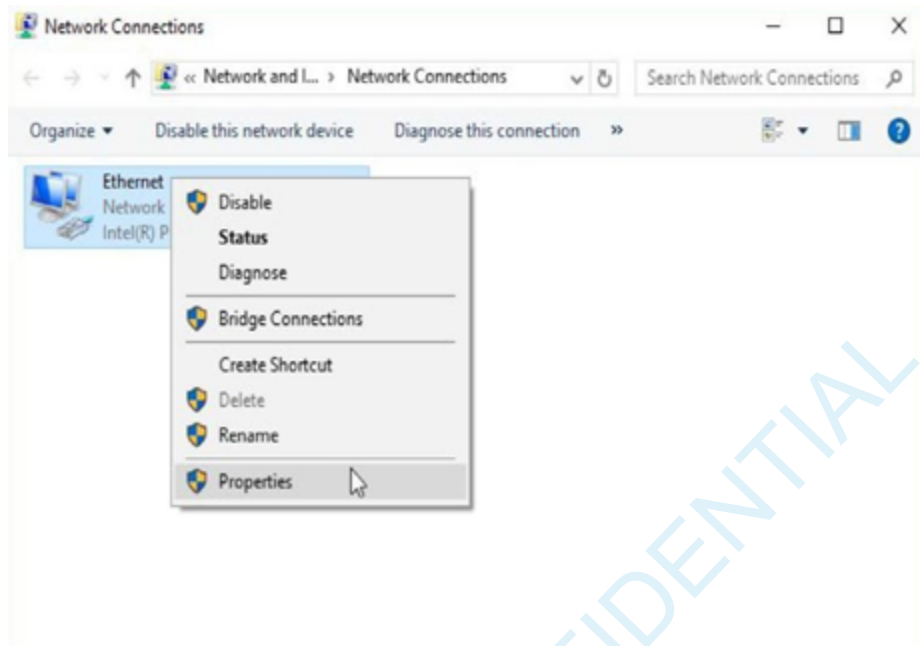 Network Connections
« Network and I... › Network Connections
Search Network Connections
Organize
Disable this network device
Diagnose this connection
»
Ethernet
Network
Intel(R) P
Disable
Status
Diagnose
Bridge Connections
Create Shortcut
Delete
Rename
Properties